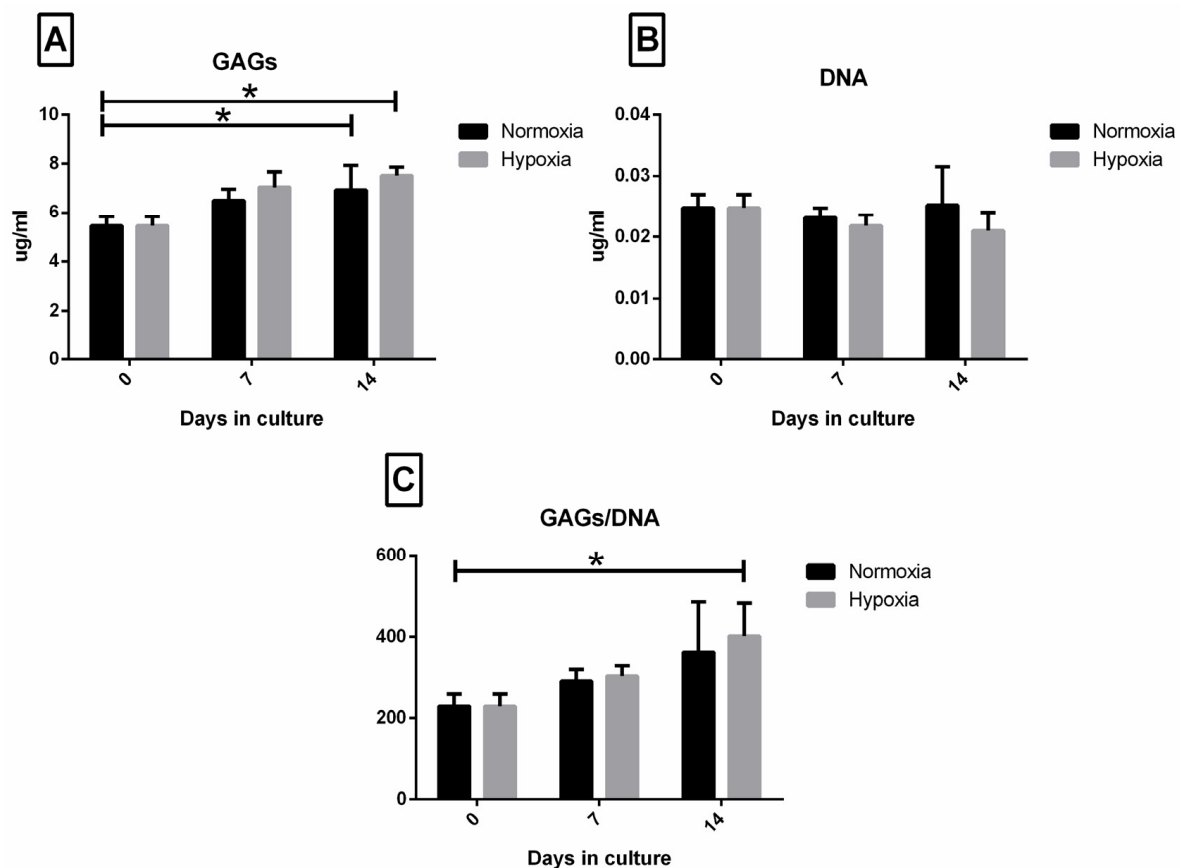 A
GAGs
*
*
10
8
6
4
2
0
ug/ml
0
7
14
Days in culture
Normoxia
Hypoxia
B
DNA
0.04
0.03
0.02
0.01
0.00
ug/ml
0
7
14
Days in culture
Normoxia
Hypoxia
C
GAGs/DNA
*
600
400
200
0
0
7
14
Days in culture
Normoxia
Hypoxia